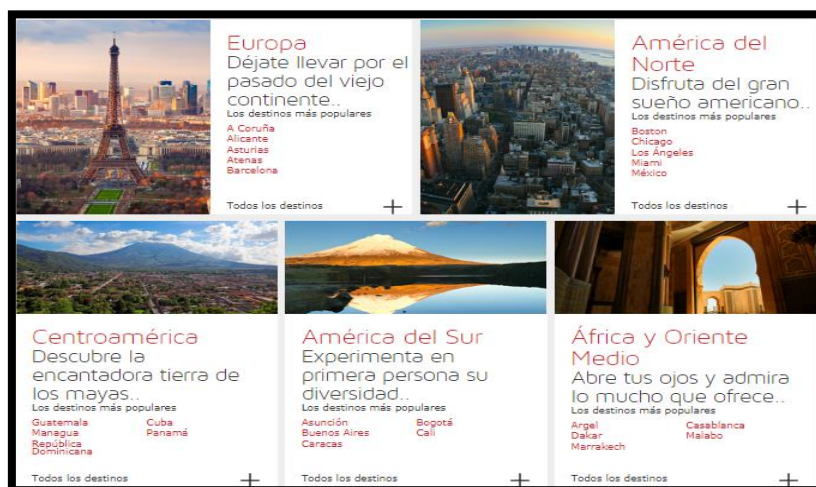 Europa
Déjate llevar por el
pasado del viejo
continente..
Los destinos más populares
A Coruña
Alicante
Asturias
Atenas
Barcelona
Todos los destinos +
América del
Norte
Disfruta del gran
sueño americano..
Los destinos más populares
Boston
Chicago
Los Ángeles
Miami
México
Todos los destinos +
Centroamérica
Descubre la
encantadora tierra de
los mayas..
Los destinos más populares
Guatemala Cuba
Managua Panamá
República
Dominicana
Todos los destinos +
América del Sur
Experimenta en
primera persona su
diversidad..
Los destinos más populares
Asunción Bogotá
Buenos Aires Cali
Caracas
Todos los destinos +
África y Oriente
Medio
Abre tus ojos y admira
lo mucho que ofrece..
Los destinos más populares
Argel Casablanca
Dakar Malabo
Marrakech
Todos los destinos +